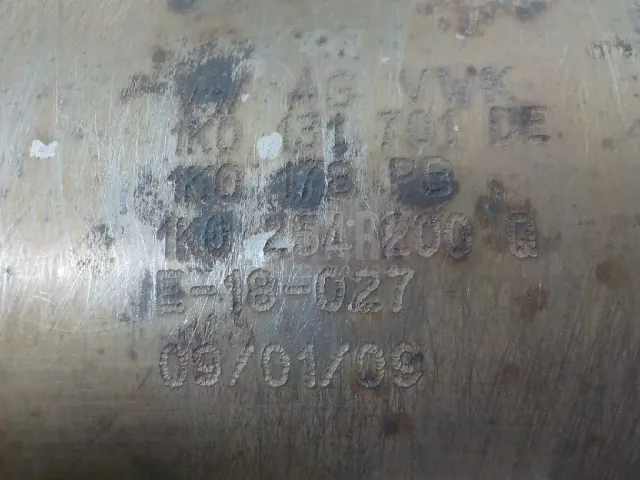 AG VWK
1K0 131 701 DE
1K0 178 PB
1K0 254 200 Q
E-18-027
09/01/09